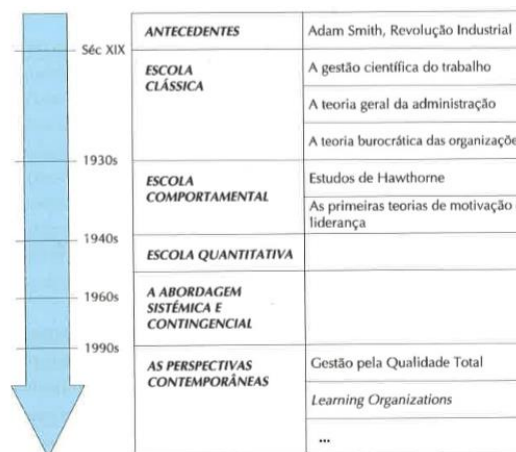 ANTECEDENTES
Adam Smith, Revolução Industrial
Séc XIX
ESCOLA
CLÁSSICA
A gestão científica do trabalho
A teoria geral da administração
A teoria burocrática das
1930s
ESCOLA
COMPORTAMENTAL
Estudos de Hawthorne
As primeiras teorias de motivação
liderança
1940s
ESCOLA QUANTITATIVA
A ABORDAGEM
SISTÉMICA E
CONTINGENCIAL
1960s
1990s
AS PERSPECTIVAS
CONTEMPORÂNEAS
Gestão pela Qualidade Total
Learning Organizations
...